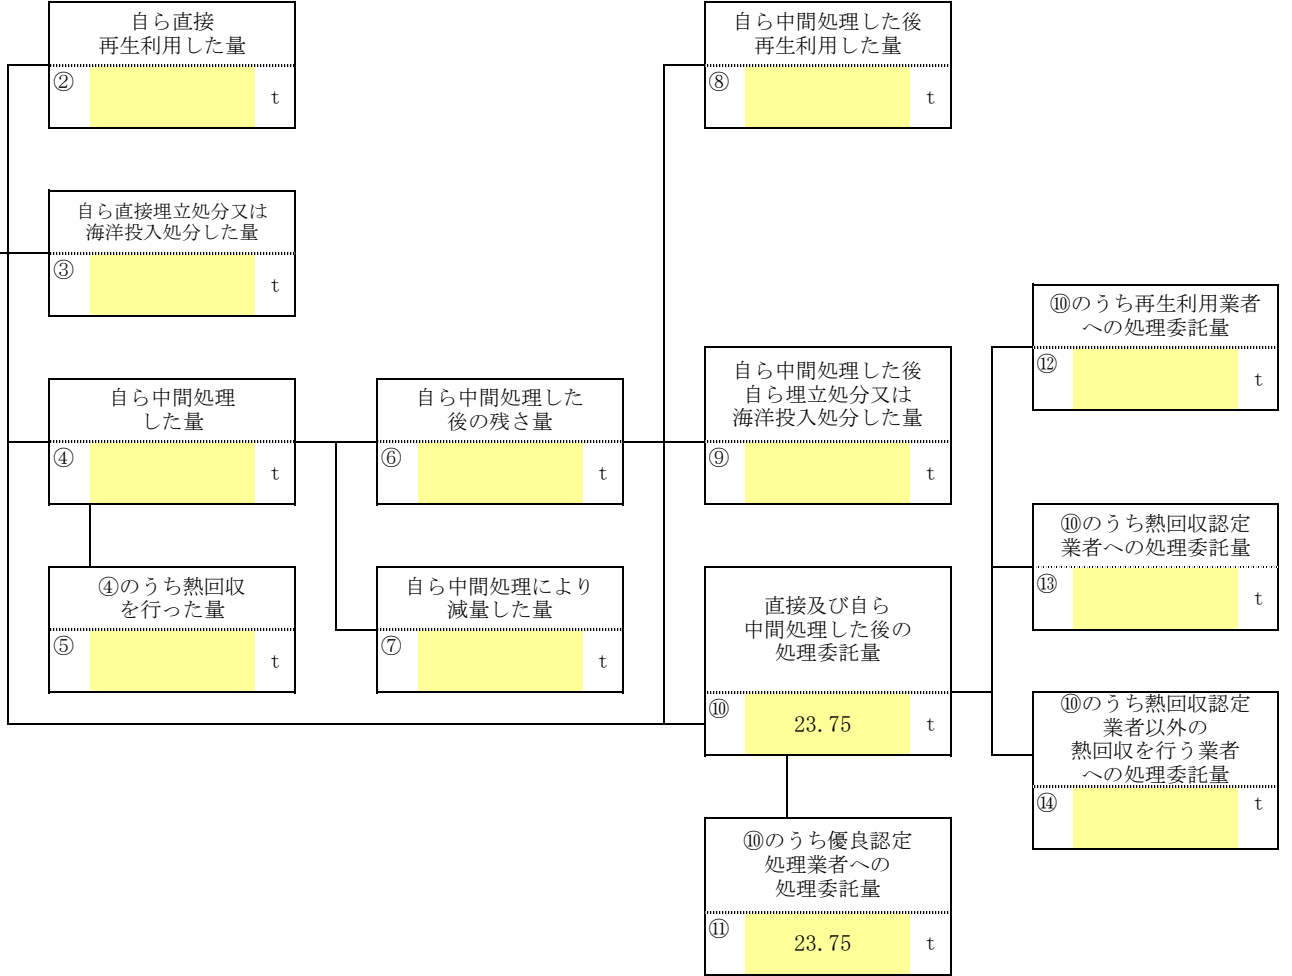 自ら直接
再生利用した量
②
t
自ら中間処理した後
再生利用した量
⑧
t
自ら直接埋立処分又は
海洋投入処分した量
③
t
⑩のうち再生利用業者
への処理委託量
⑫
t
自ら中間処理
した量
④
t
自ら中間処理した
後の残さ量
⑥
t
自ら中間処理した後
自ら埋立処分又は
海洋投入処分した量
⑨
t
⑩のうち熱回収認定
業者への処理委託量
⑬
t
④のうち熱回収
を行った量
⑤
t
自ら中間処理により
減量した量
⑦
t
直接及び自ら
中間処理した後の
処理委託量
⑩ 23.75 t
⑩のうち熱回収認定
業者以外の
熱回収を行う業者
への処理委託量
⑭
t
⑩のうち優良認定
処理業者への
処理委託量
⑪ 23.75 t